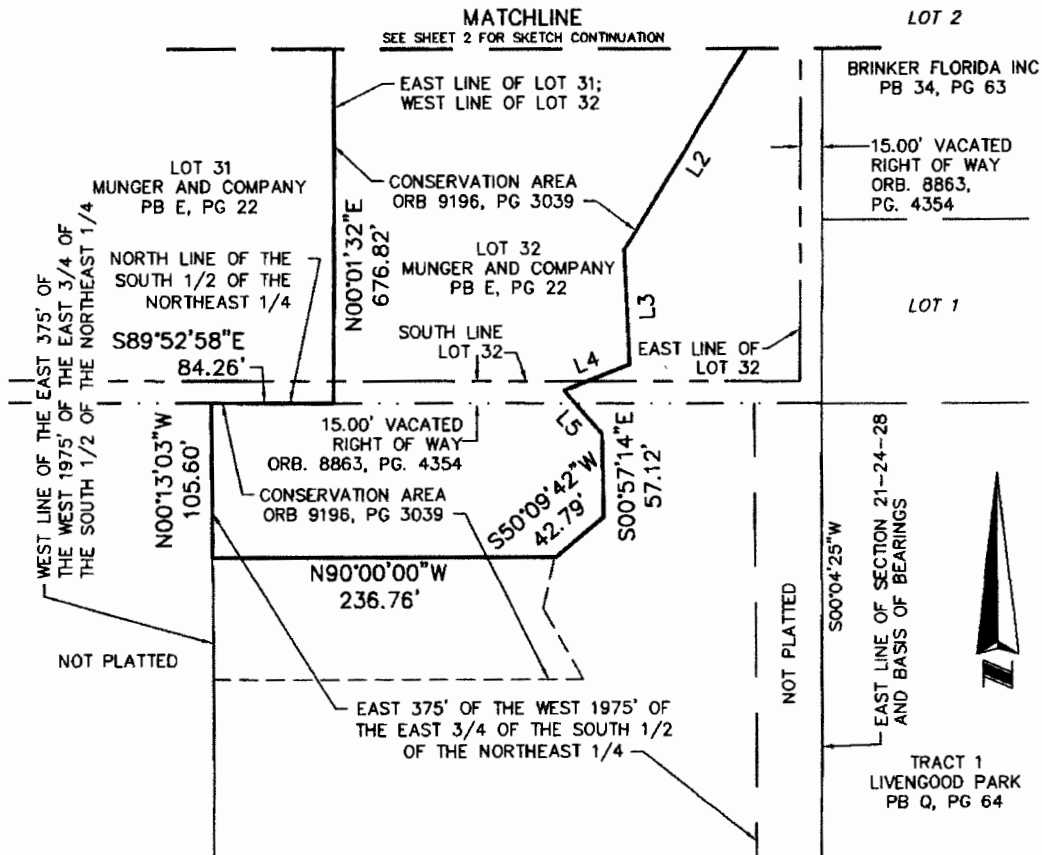 MATCHLINE
SEE SHEET 2 FOR SKETCH CONTINUATION
LOT 2
EAST LINE OF LOT 31;
WEST LINE OF LOT 32
BRINKER FLORIDA INC
PB 34, PG 63
15.00' VACATED
RIGHT OF WAY
ORB. 8863,
PG. 4354
LOT 31
MUNGER AND COMPANY
PB E, PG 22
CONSERVATION AREA
ORB 9196, PG 3039
L2
N00°01'32"E
676.82'
LOT 32
MUNGER AND COMPANY
PB E, PG 22
NORTH LINE OF THE
SOUTH 1/2 OF THE
NORTHEAST 1/4
L3
LOT 1
S89°52'58"E
84.26'
SOUTH LINE
LOT 32
L4
EAST LINE OF
LOT 32
WEST LINE OF THE EAST 375' OF
THE WEST 1975' OF THE EAST 3/4 OF
THE SOUTH 1/2 OF THE NORTHEAST 1/4
15.00' VACATED
RIGHT OF WAY
ORB. 8863, PG. 4354
L5
N00°13'03"W
105.60'
CONSERVATION AREA
ORB 9196, PG 3039
S50°09'42"W
42.79'
S00°57'14"E
57.12'
N90°00'00"W
236.76'
S00°04'25"W
EAST LINE OF SECTION 21-24-28
AND BASIS OF BEARINGS
N
NOT PLATTED
NOT PLATTED
EAST 375' OF THE WEST 1975' OF
THE EAST 3/4 OF THE SOUTH 1/2
OF THE NORTHEAST 1/4
TRACT 1
LIVENGOOD PARK
PB Q, PG 64